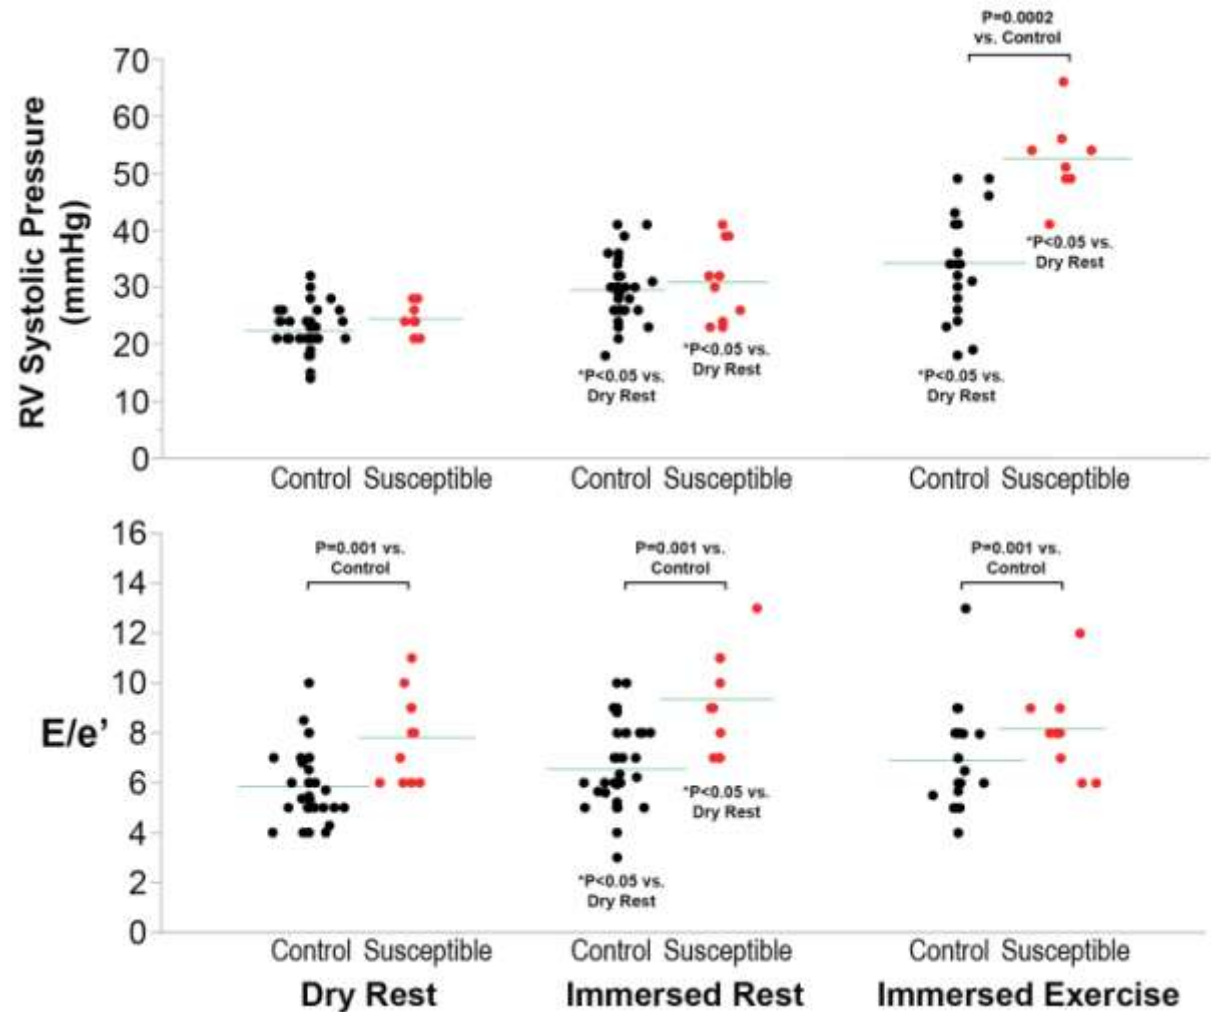 P=0.0002
vs. Control
RV Systolic Pressure
(mmHg)
70
60
50
40
30
20
10
0
*P<0.05 vs.
Dry Rest
*P<0.05 vs.
Dry Rest
*P<0.05 vs.
Dry Rest
*P<0.05 vs.
Dry Rest
Control Susceptible
Control Susceptible
Control Susceptible
E/e’
16
14
12
10
8
6
4
2
0
P=0.001 vs.
Control
P=0.001 vs.
Control
P=0.001 vs.
Control
*P<0.05 vs.
Dry Rest
*P<0.05 vs.
Dry Rest
Control Susceptible
Control Susceptible
Control Susceptible
Dry Rest
Immersed Rest
Immersed Exercise